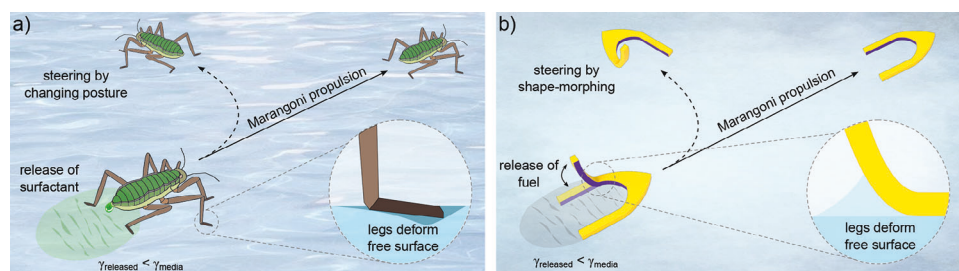 a)
steering by
changing posture
Marangoni propulsion
release of
surfactant
legs deform
free surface
γreleased < γmedia
b)
steering by
shape-morphing
Marangoni propulsion
release of
fuel
legs deform
free surface
γreleased < γmedia